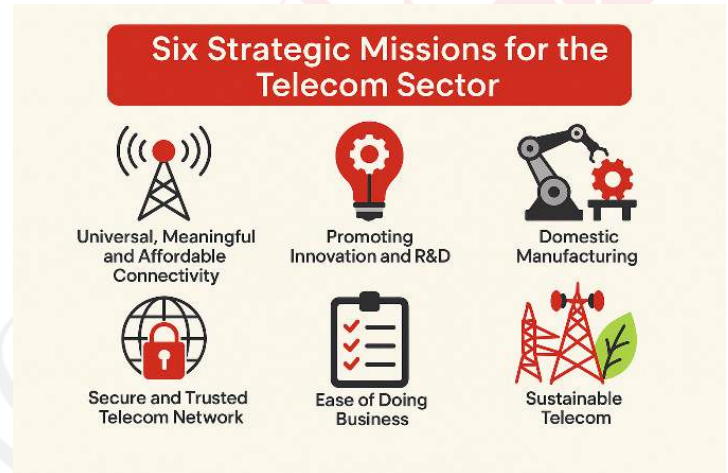 Six Strategic Missions for the
Telecom Sector
Universal, Meaningful
and Affordable
Connectivity
Promoting
Innovation and R&D
Domestic
Manufacturing
Secure and Trusted
Telecom Network
Ease of Doing
Business
Sustainable
Telecom